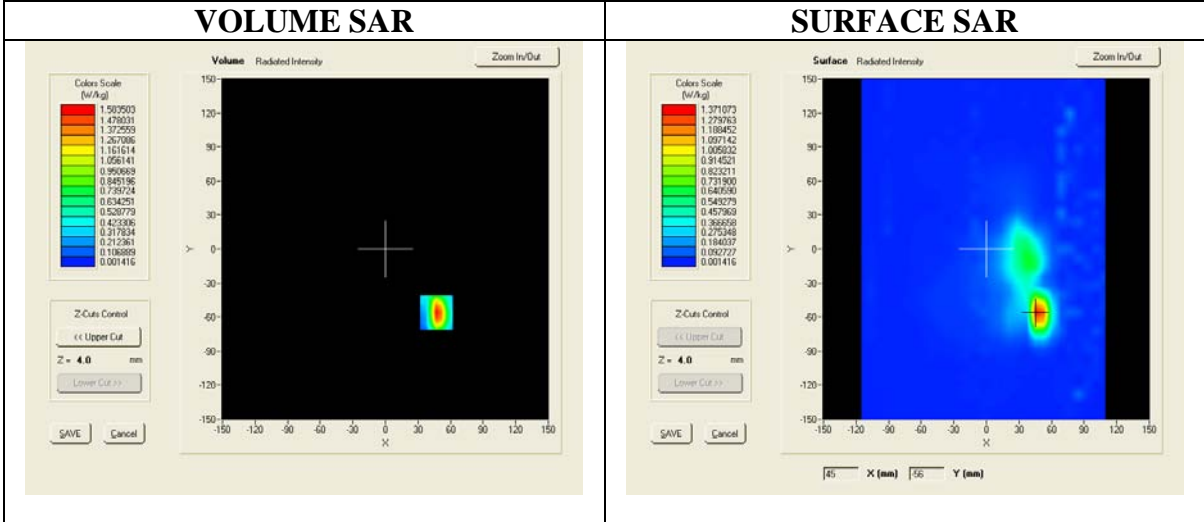 VOLUME SAR
SURFACE SAR
Volume Radiated Intensity
Zoom In/Out
Colors Scale
(W/kg)
1.583503
1.478031
1.372559
1.267086
1.161614
1.056141
0.950669
0.845196
0.739724
0.634251
0.528779
0.423306
0.317834
0.212361
0.106889
0.001416
Z-Cuts Control
<< Upper Cut
Z = 4.0 mm
Lower Cut >>
SAVE Cancel
150
120
90
60
30
0
-30
-60
-90
-120
-150
Y
-150 -120 -90 -60 -30 0 30 60 90 120 150
X
Surface Radiated Intensity
Zoom In/Out
Colors Scale
(W/kg)
1.371073
1.279763
1.188452
1.097142
1.005832
0.914521
0.823211
0.731900
0.640590
0.549279
0.457969
0.366658
0.275348
0.184037
0.092727
0.001416
Z-Cuts Control
<< Upper Cut
Z = 4.0 mm
Lower Cut >>
SAVE Cancel
150
120
90
60
30
0
-30
-60
-90
-120
-150
Y
-150 -120 -90 -60 -30 0 30 60 90 120 150
X
45 X (mm) -56 Y (mm)